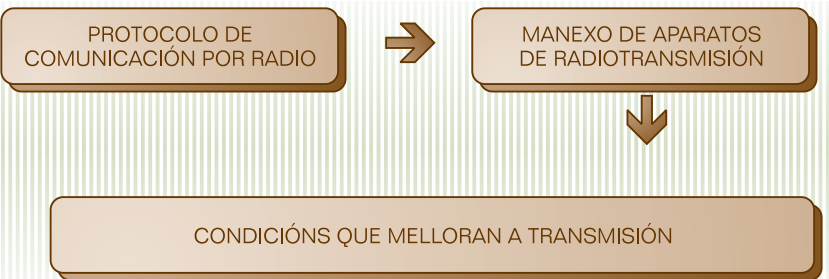 PROTOCOLO DE
COMUNICACIÓN POR RADIO
MANEXO DE APARATOS
DE RADIOTRANSMISIÓN
CONDICIÓNS QUE MELLORAN A TRANSMISIÓN